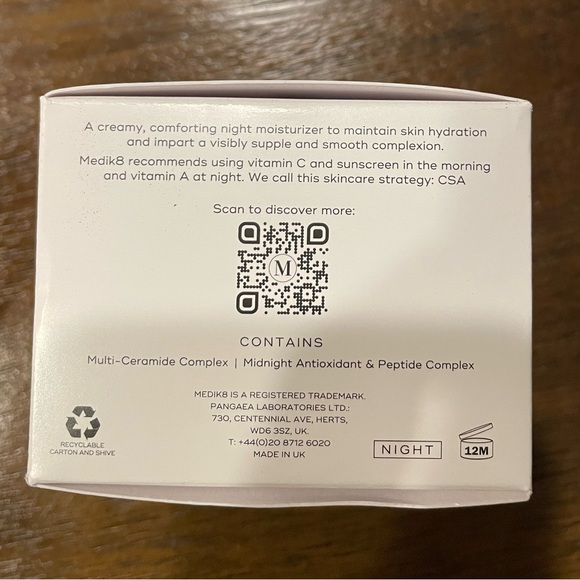 A creamy, comforting night moisturizer to maintain skin hydration
and impart a visibly supple and smooth complexion.
Medik8 recommends using vitamin C and sunscreen in the morning
and vitamin A at night. We call this skincare strategy: CSA
Scan to discover more:
M
CONTAINS
Multi-Ceramide Complex | Midnight Antioxidant & Peptide Complex
MEDIK8 IS A REGISTERED TRADEMARK.
PANGAEA LABORATORIES LTD.:
730, CENTENNIAL AVE, HERTS,
WD6 3SZ, UK.
T: +44(0)20 8712 6020
MADE IN UK
RECYCLABLE
CARTON AND SHIVE
NIGHT
12M